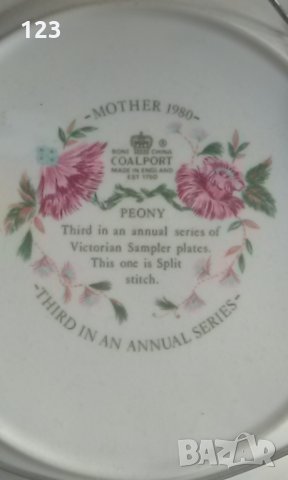 123
-MOTHER 1980-
BONE CHINA ®
COALPORT
MADE IN ENGLAND
EST 1750
PEONY
Third in an annual series of
Victorian Sampler plates.
This one is Split
stitch.
-THIRD IN AN ANNUAL SERIES-
BAZAR